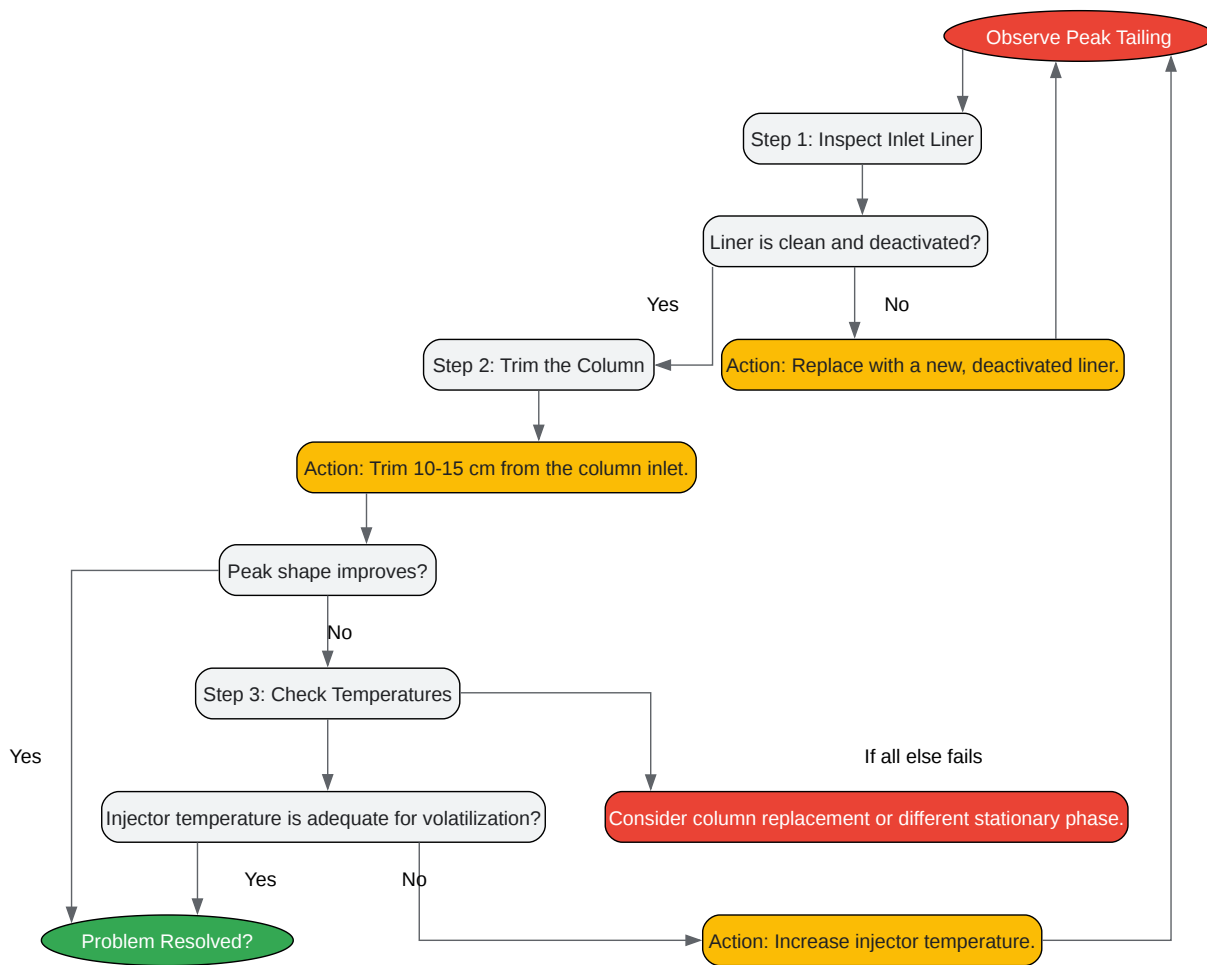 Observe Peak Tailing
Step 1: Inspect Inlet Liner
Liner is clean and deactivated?
Yes
No
Step 2: Trim the Column
Action: Replace with a new, deactivated liner.
Action: Trim 10-15 cm from the column inlet.
Peak shape improves?
No
Step 3: Check Temperatures
Yes
If all else fails
Injector temperature is adequate for volatilization?
Consider column replacement or different stationary phase.
Yes
No
Problem Resolved?
Action: Increase injector temperature.